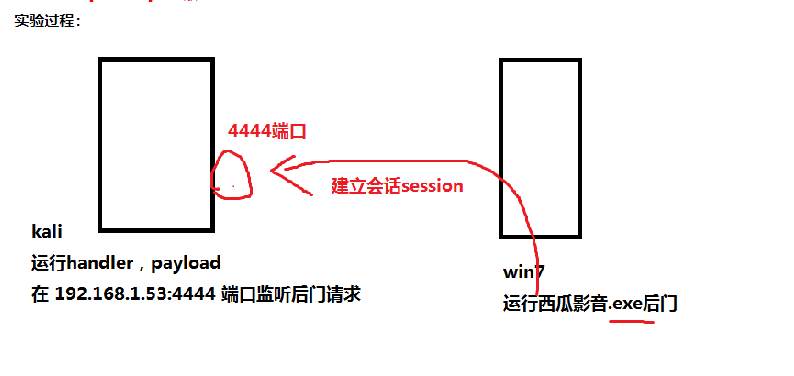 实验过程：
4444端口
建立会话session
kali
运行handler，payload
在 192.168.1.53:4444 端口监听后门请求
win7
运行西瓜影音.exe后门